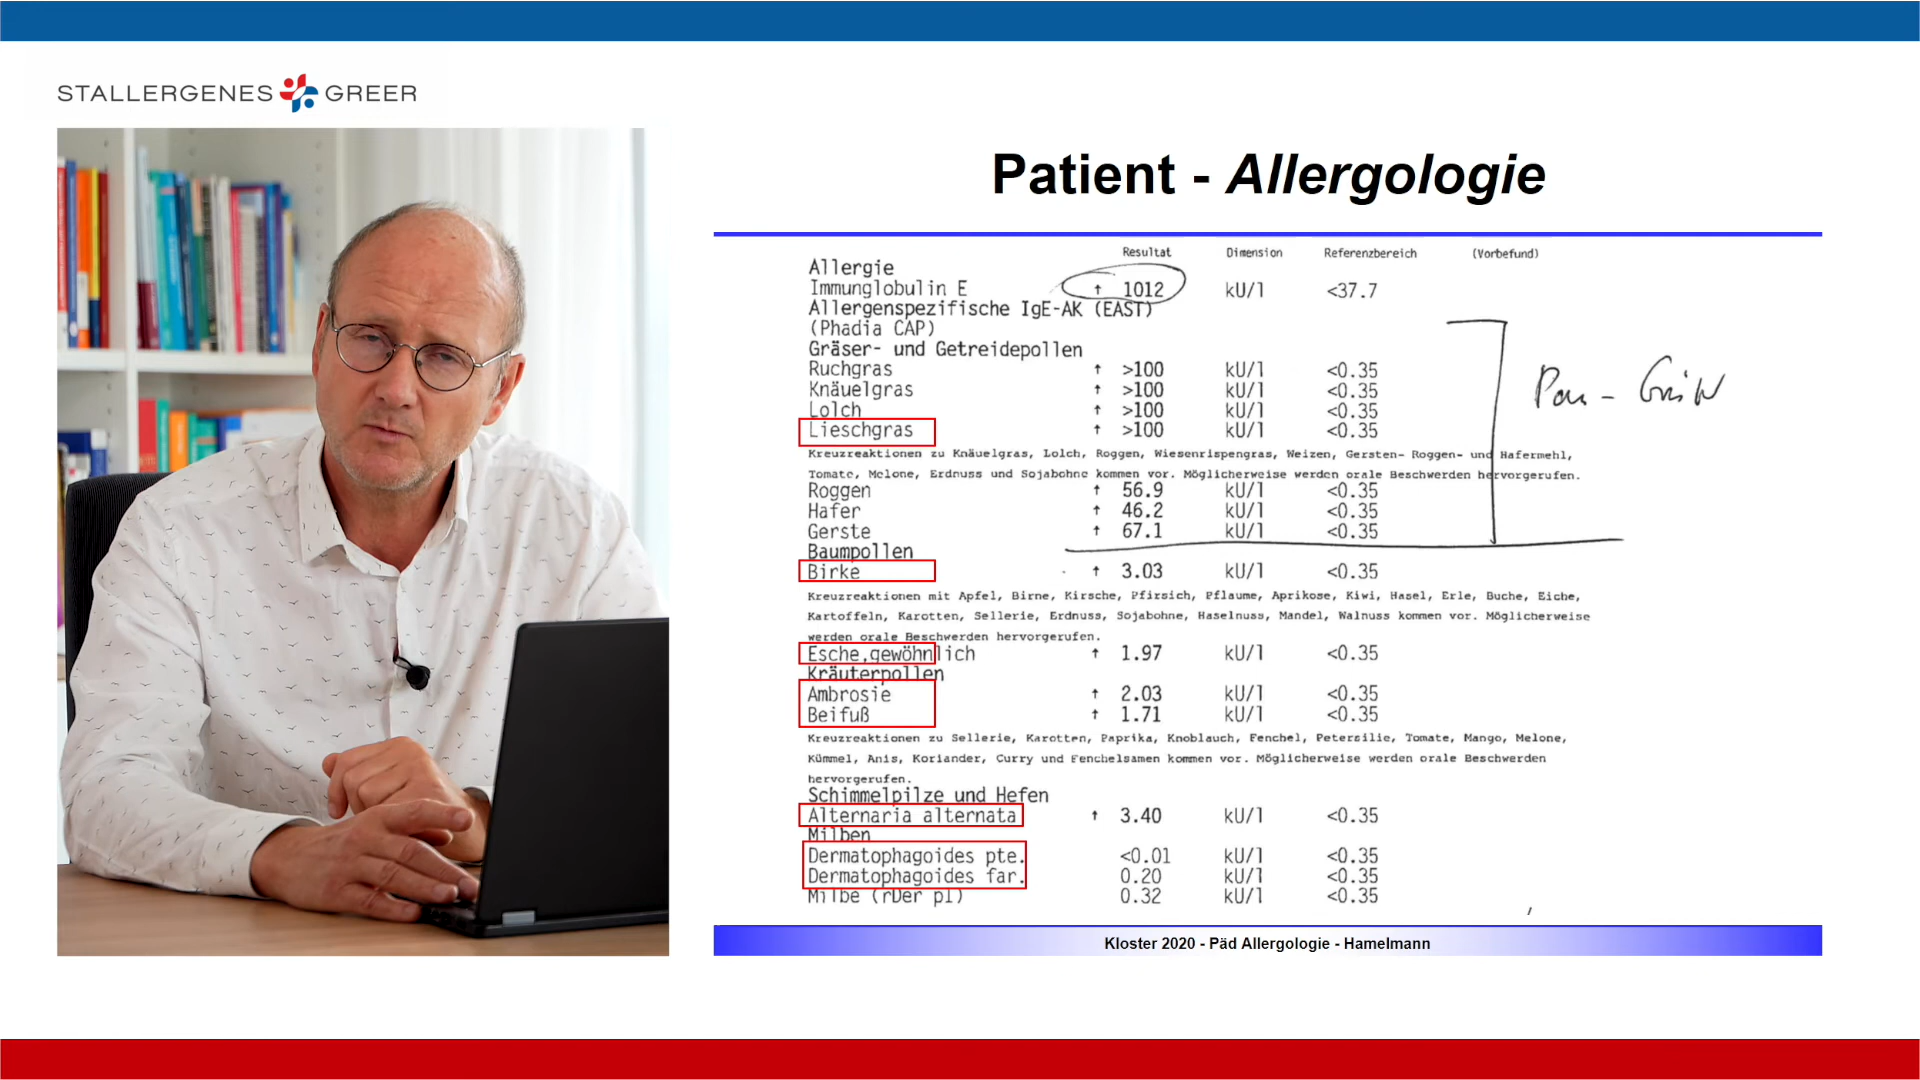 STALLERGENES GREER
Patient - Allergologie
Resultat Dimension Referenzbereich (Vorbefund)
Allergie
Immunglobulin E ↑ 1012 kU/l <37.7
Allergenspezifische IgE-AK (EAST)
(Phadia CAP)
Gräser- und Getreidepollen
Ruchgras ↑ >100 kU/l <0.35
Knäuelgras ↑ >100 kU/l <0.35
Lolch ↑ >100 kU/l <0.35
Lieschgras ↑ >100 kU/l <0.35
Kreuzreaktionen zu Knäuelgras, Lolch, Roggen, Wiesenrispengras, Weizen, Gersten- Roggen- und Hafermehl,
Tomate, Melone, Erdnuss und Sojabohne kommen vor. Möglicherweise werden orale Beschwerden hervorgerufen.
Roggen ↑ 56.9 kU/l <0.35
Hafer ↑ 46.2 kU/l <0.35
Gerste ↑ 67.1 kU/l <0.35
Baumpollen
Birke ↑ 3.03 kU/l <0.35
Kreuzreaktionen mit Apfel, Birne, Kirsche, Pfirsich, Pflaume, Aprikose, Kiwi, Hasel, Erle, Buche, Eiche,
Kartoffeln, Karotten, Sellerie, Erdnuss, Sojabohne, Haselnuss, Mandel, Walnuss kommen vor. Möglicherweise
werden orale Beschwerden hervorgerufen.
Esche,gewöhnlich ↑ 1.97 kU/l <0.35
Kräuterpollen
Ambrosie ↑ 2.03 kU/l <0.35
Beifuß ↑ 1.71 kU/l <0.35
Kreuzreaktionen zu Sellerie, Karotten, Paprika, Knoblauch, Fenchel, Petersilie, Tomate, Mango, Melone,
Kümmel, Anis, Koriander, Curry und Fenchelsamen kommen vor. Möglicherweise werden orale Beschwerden
hervorgerufen.
Schimmelpilze und Hefen
Alternaria alternata ↑ 3.40 kU/l <0.35
Milben
Dermatophagoides pte. <0.01 kU/l <0.35
Dermatophagoides far. 0.20 kU/l <0.35
Milbe (rDer p1) 0.32 kU/l <0.35
Kloster 2020 - Päd Allergologie - Hamelmann